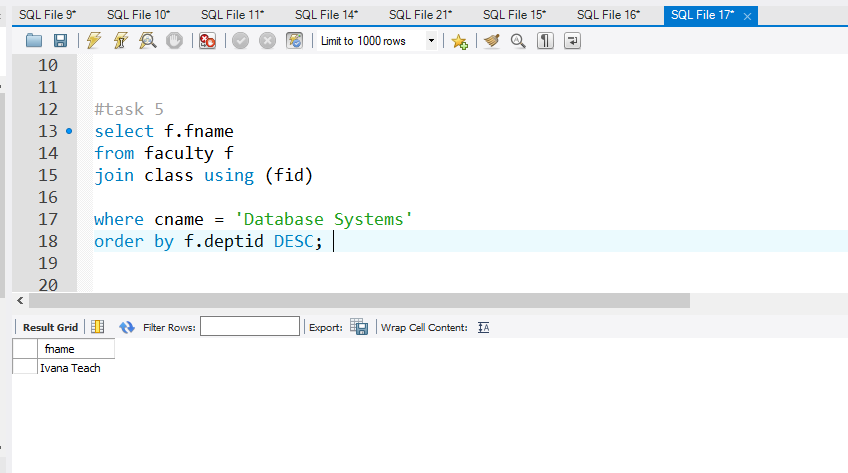 SQL File 9* SQL File 10* SQL File 11* SQL File 14* SQL File 21* SQL File 15* SQL File 16* SQL File 17* ×
Limit to 1000 rows
10
11
12 #task 5
13 select f.fname
14 from faculty f
15 join class using (fid)
16
17 where cname = 'Database Systems'
18 order by f.deptid DESC;
19
20
Result Grid Filter Rows: Export: Wrap Cell Content:
fname
Ivana Teach